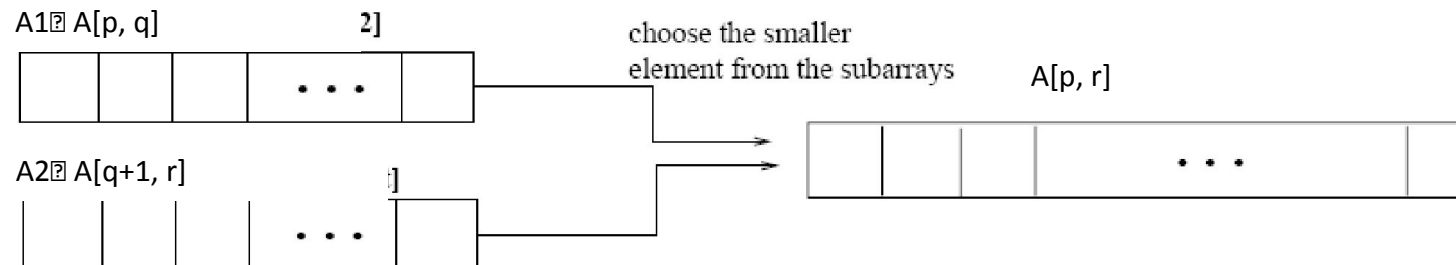 A1⍰ A[p, q]
2]
choose the smaller
element from the subarrays
A[p, r]
• • •
• • •
A2⍰ A[q+1, r]
]
• • •